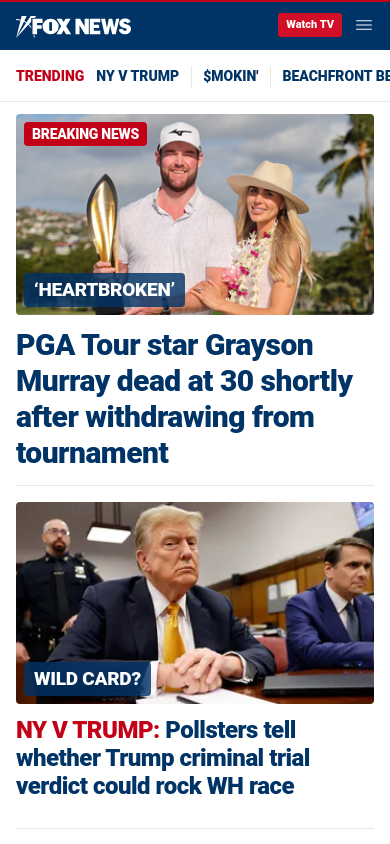 FOX NEWS
Watch TV
TRENDING NY V TRUMP $MOKIN' BEACHFRONT BE
BREAKING NEWS
‘HEARTBROKEN’
PGA Tour star Grayson
Murray dead at 30 shortly
after withdrawing from
tournament
WILD CARD?
NY V TRUMP: Pollsters tell
whether Trump criminal trial
verdict could rock WH race